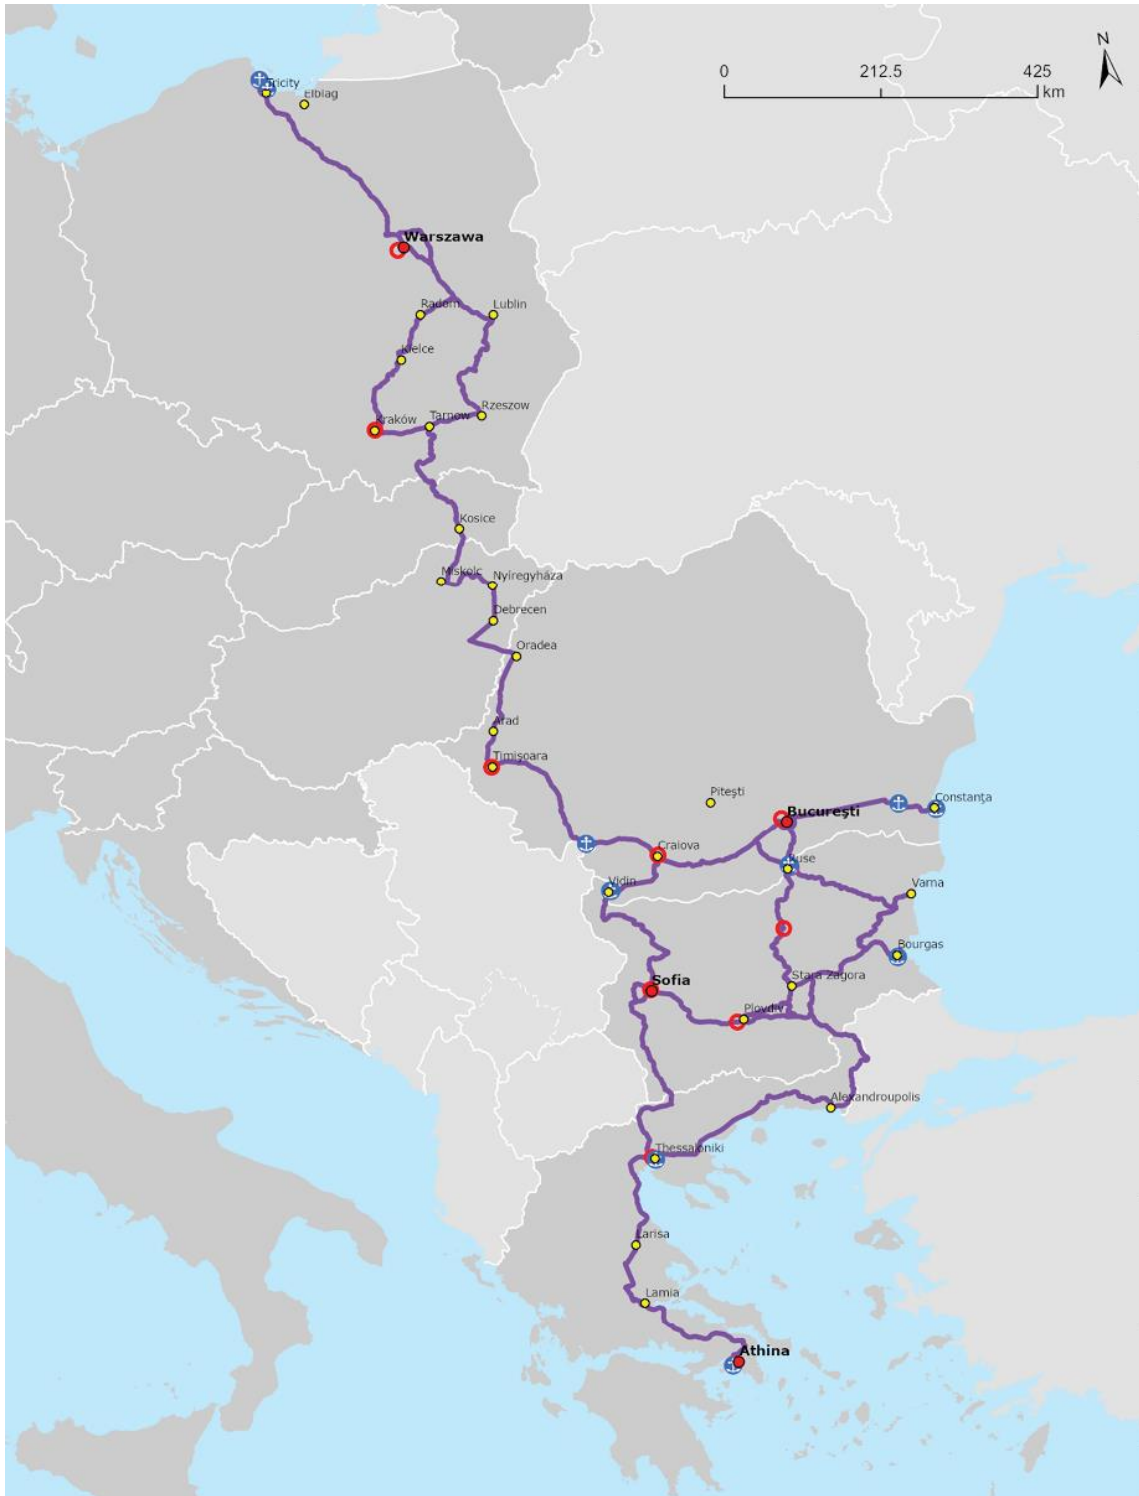 N
0 212.5 425
km
Tricity
Elbląg
Warszawa
Radom
Lublin
Kielce
Rzeszow
Kraków
Tarnow
Kosice
Miskolc
Nyíregyháza
Debrecen
Oradea
Arad
Timişoara
Piteşti
Constanţa
Bucureşti
Craiova
Ruse
Vidin
Varna
Bourgas
Stara Zagora
Sofia
Plovdiv
Alexandroupolis
Thessaloniki
Larisa
Lamia
Athina